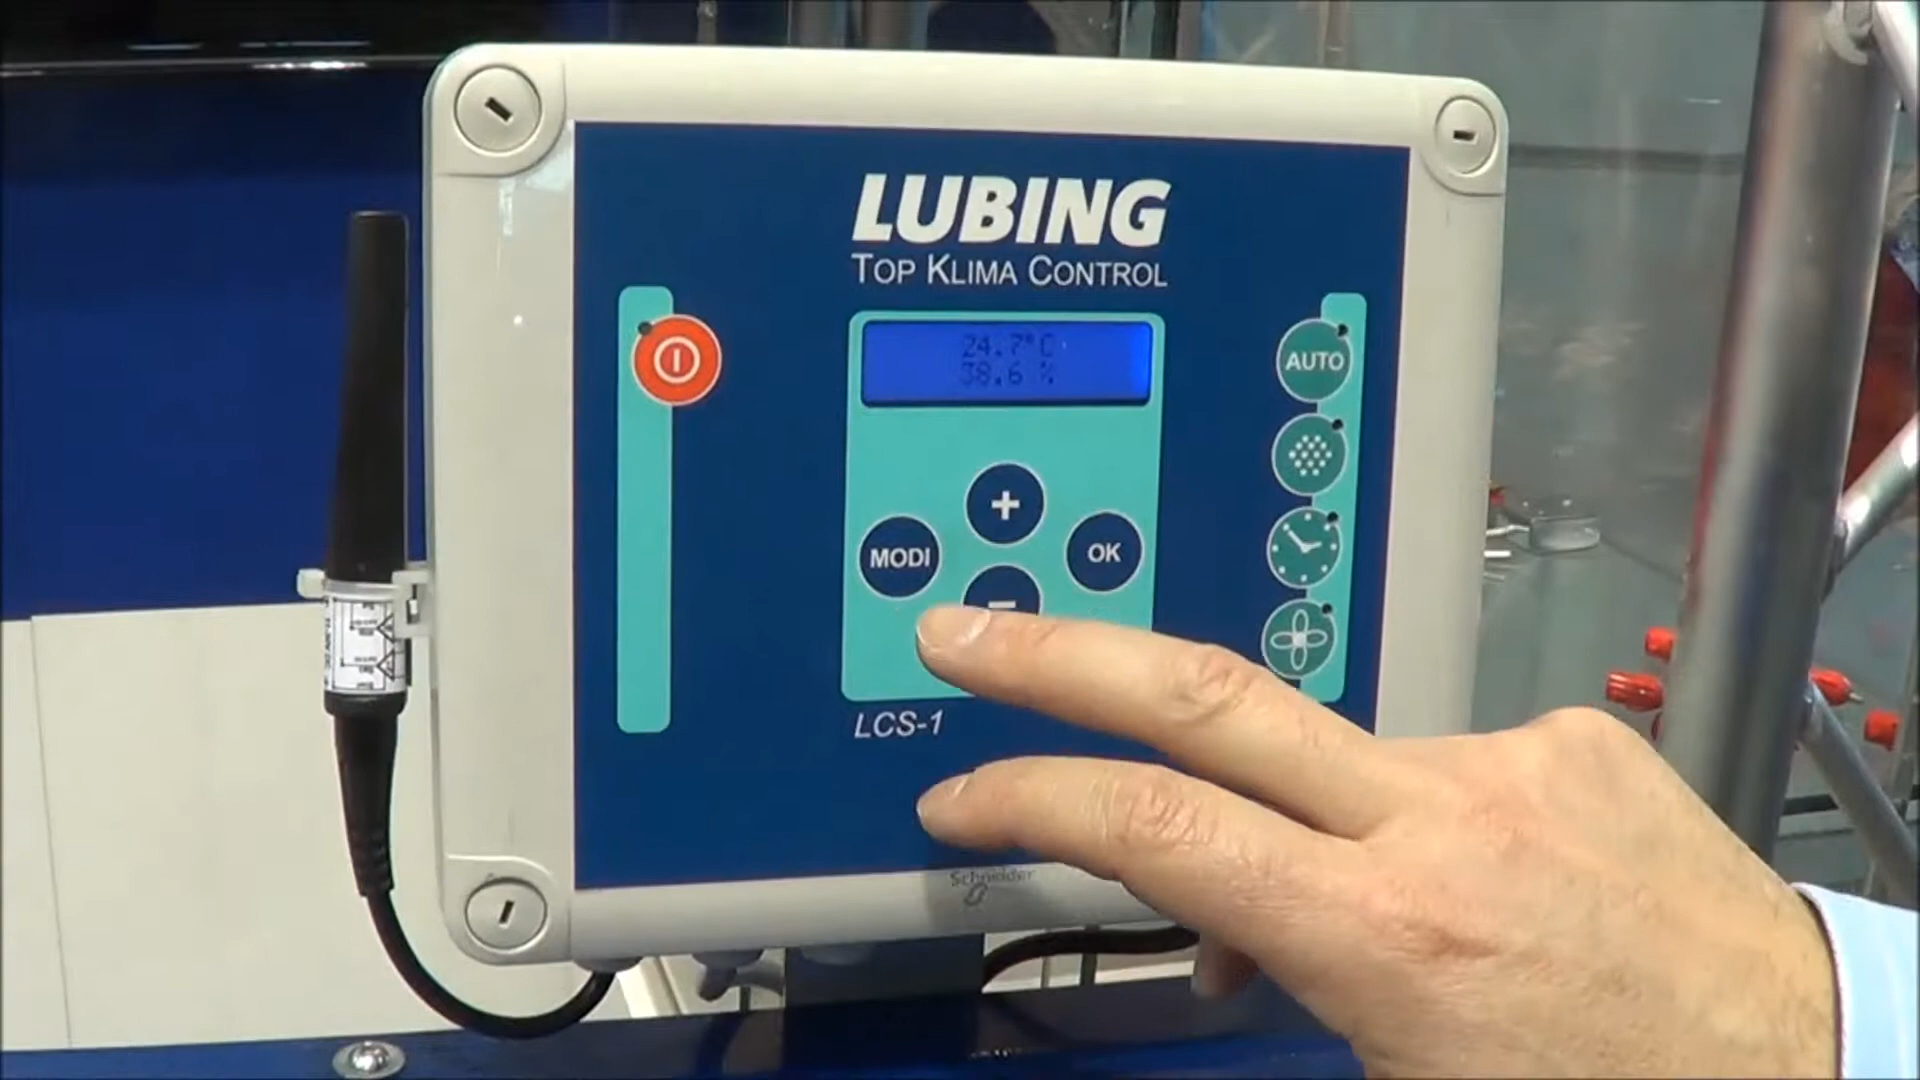 LUBING
TOP KLIMA CONTROL
24.7°C
38.6 %
AUTO
+
MODI
OK
-
LCS-1
Schneider